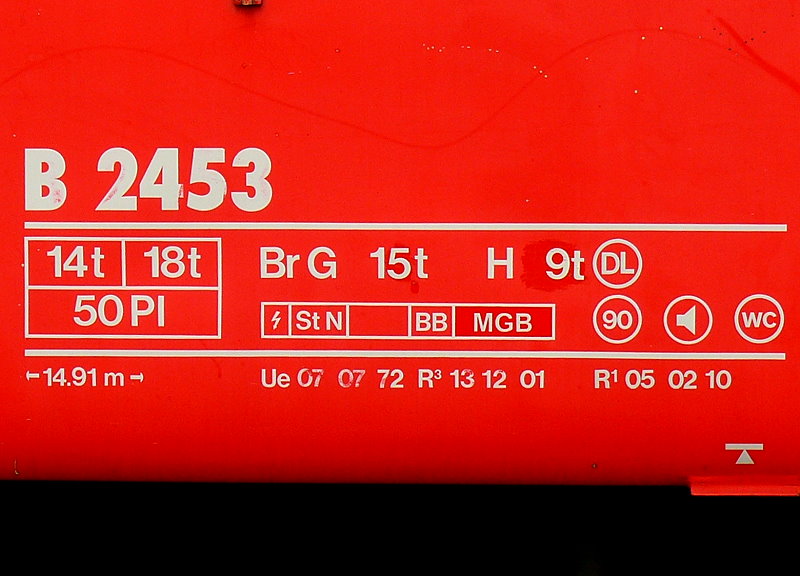 B 2453
14t 18t Br G 15t H 9t DL
50 Pl St N BB MGB 90 WC
14.91 m Ue 07 07 72 R³ 13 12 01 R¹ 05 02 10